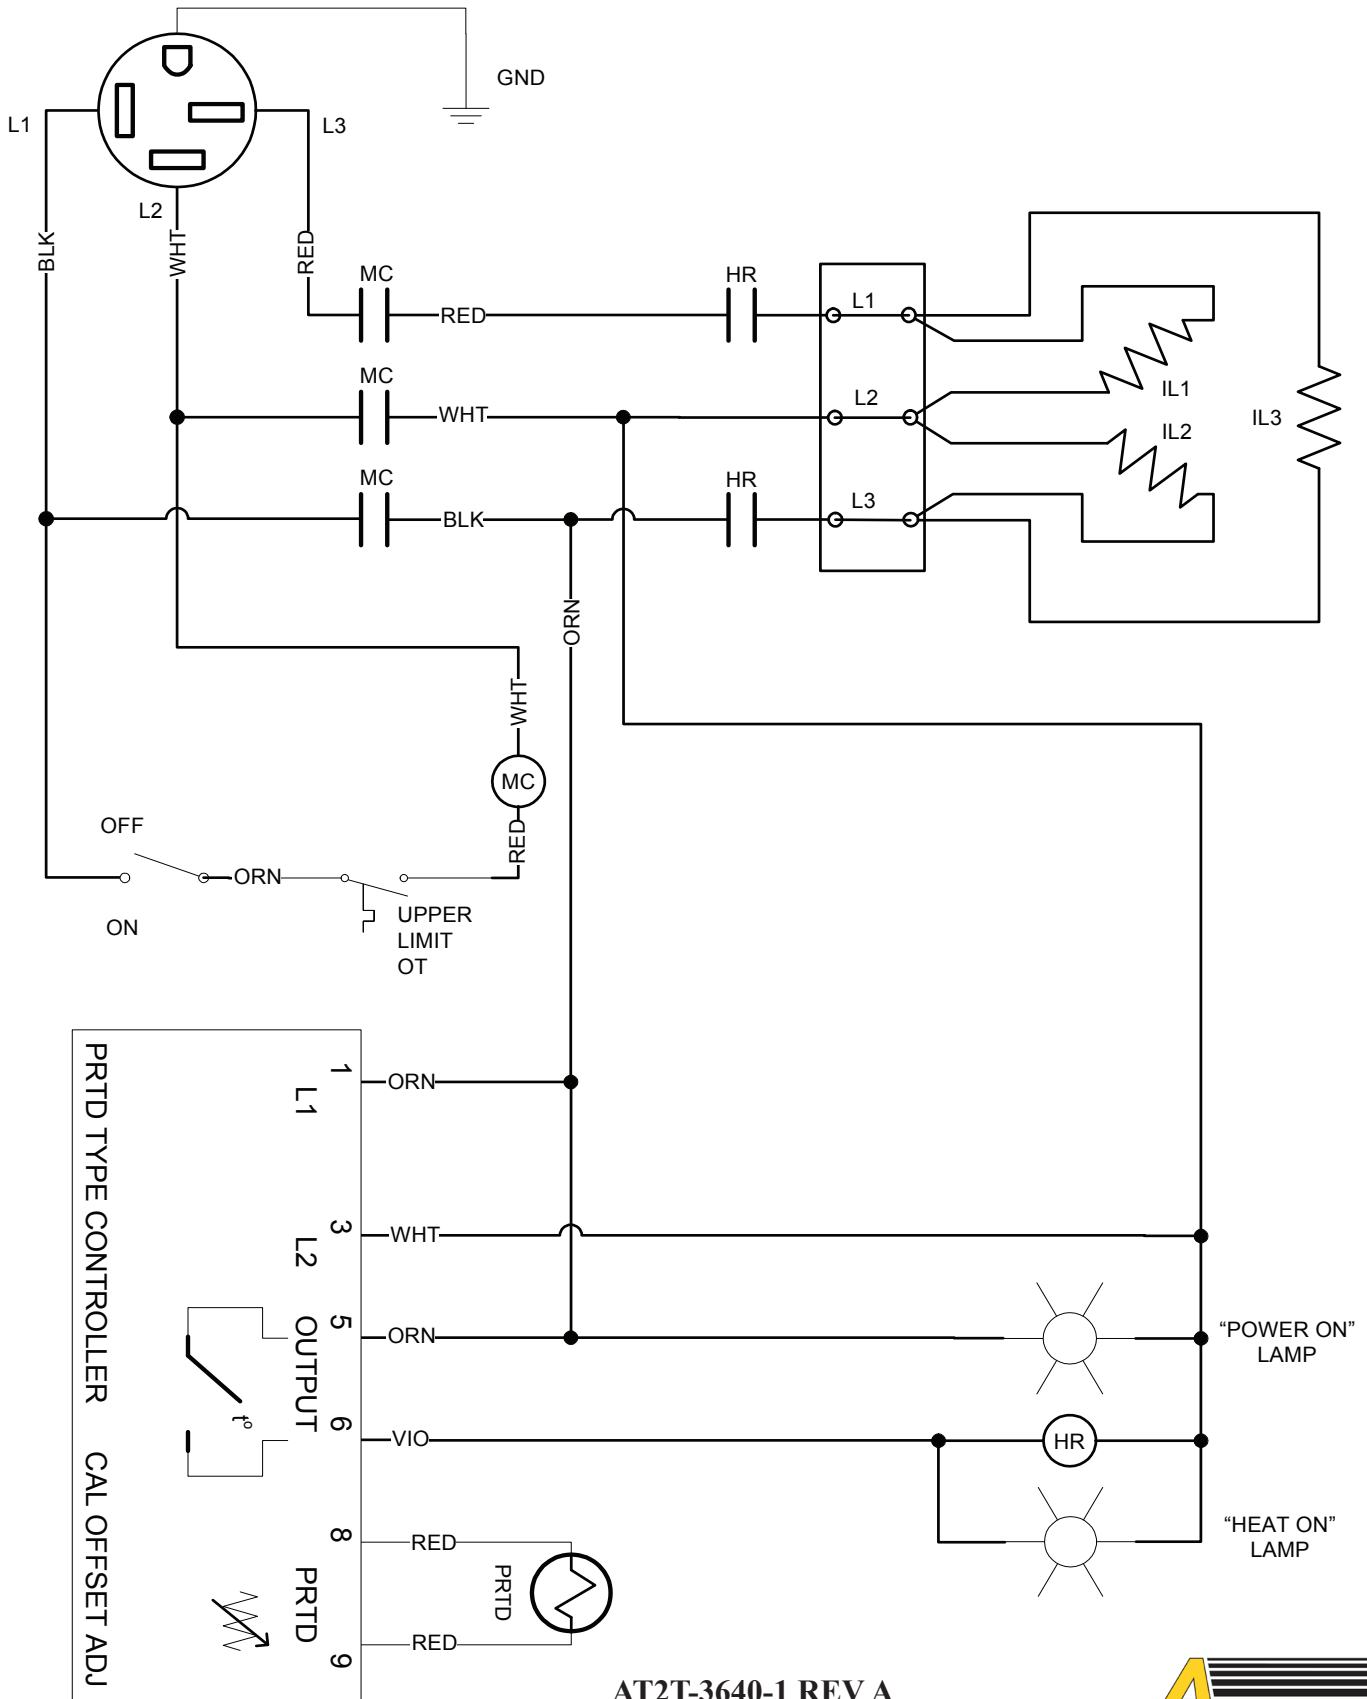 GND
L1
L3
L2
BLK
WHT
RED
MC
RED
HR
L1
MC
WHT
L2
IL1
IL2
IL3
MC
BLK
HR
L3
ORN
WHT
MC
RED
OFF
ORN
ON
UPPER
LIMIT
OT
PRTD TYPE CONTROLLER CAL OFFSET ADJ
1
L1
ORN
3
L2
WHT
5
OUTPUT
ORN
“POWER ON”
LAMP
t°
6
VIO
HR
“HEAT ON”
LAMP
8
RED
PRTD
PRTD
9
RED
AT2T-3640-1 REV A